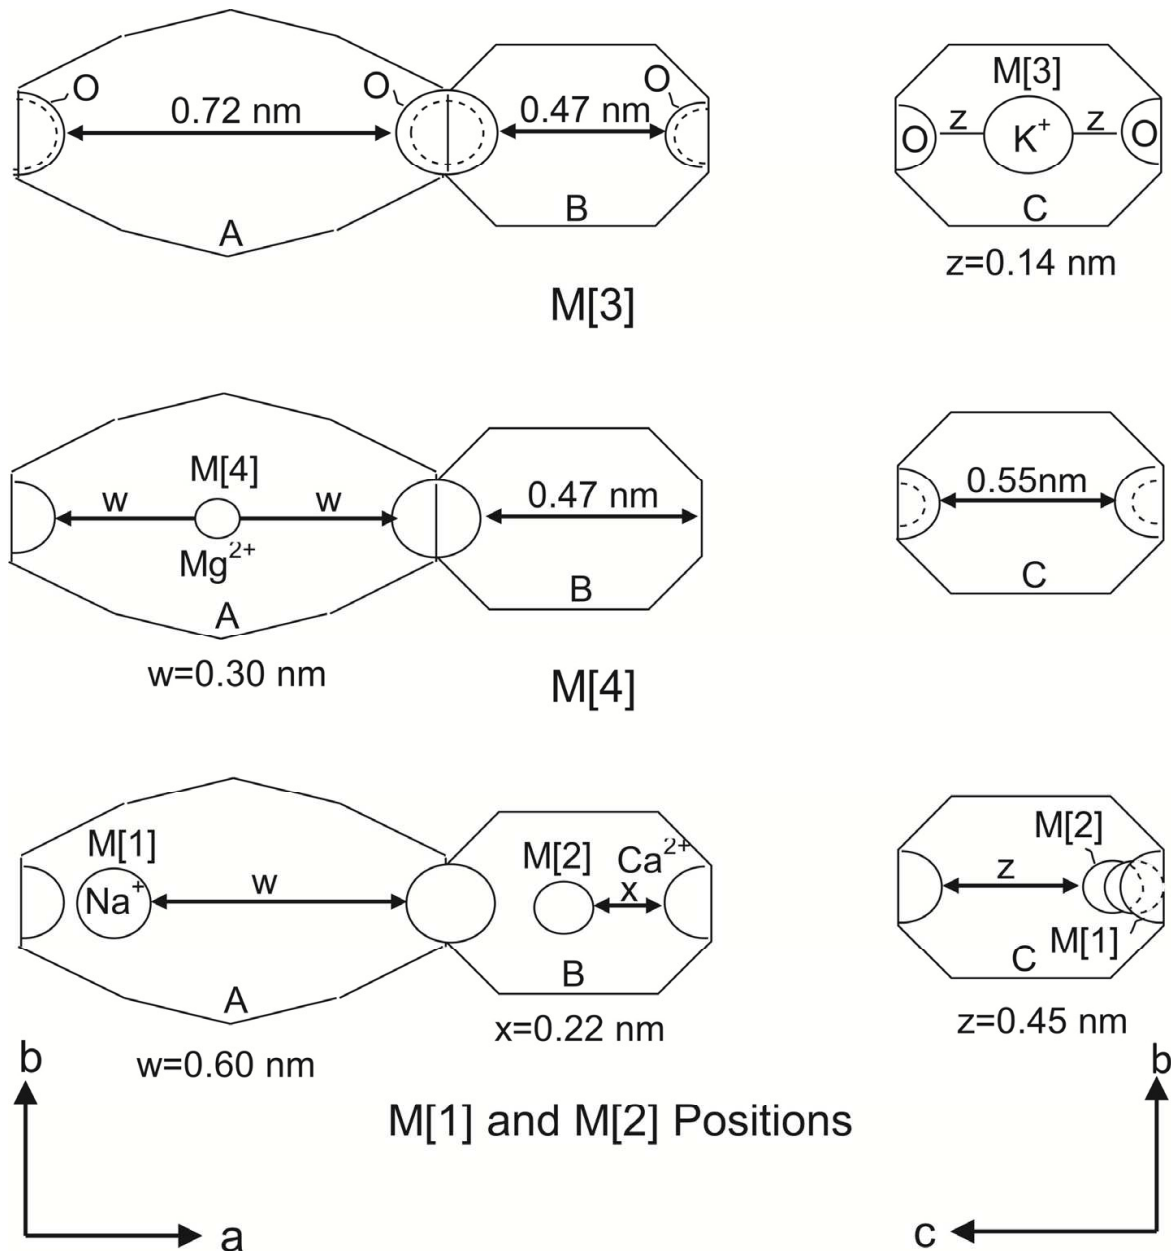 O
O
O
0.72 nm
0.47 nm
M[3]
O
z
K+
z
O
A
B
C
z=0.14 nm
M[3]
M[4]
w
w
0.47 nm
0.55nm
Mg2+
A
B
C
w=0.30 nm
M[4]
M[1]
M[2]
Ca2+
M[2]
Na+
w
x
z
M[1]
A
B
C
x=0.22 nm
z=0.45 nm
w=0.60 nm
b
b
M[1] and M[2] Positions
a
c